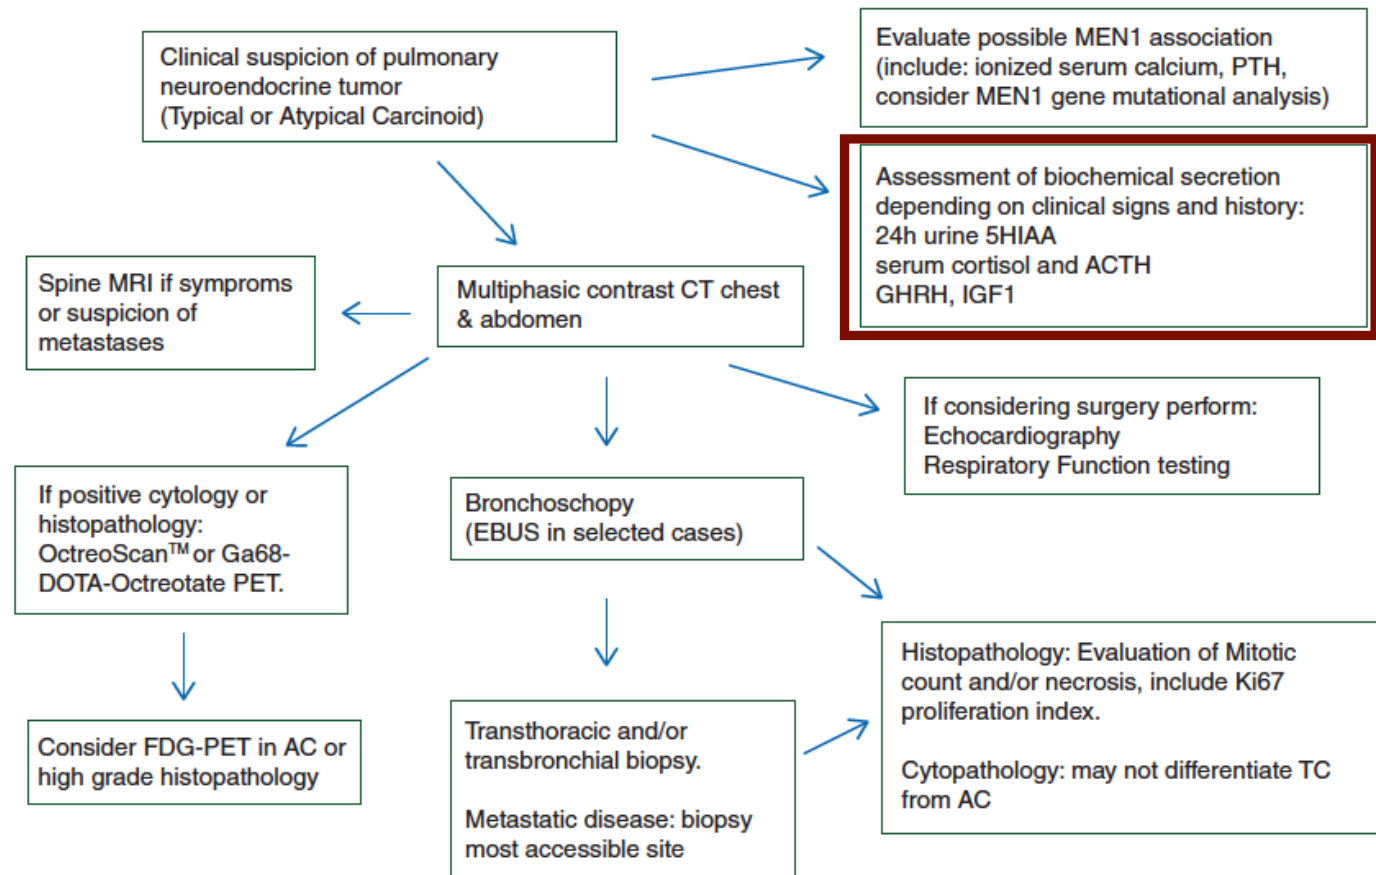 Clinical suspicion of pulmonary
neuroendocrine tumor
(Typical or Atypical Carcinoid)
Evaluate possible MEN1 association
(include: ionized serum calcium, PTH,
consider MEN1 gene mutational analysis)
Assessment of biochemical secretion
depending on clinical signs and history:
24h urine 5HIAA
serum cortisol and ACTH
GHRH, IGF1
Spine MRI if symproms
or suspicion of
metastases
Multiphasic contrast CT chest
& abdomen
If considering surgery perform:
Echocardiography
Respiratory Function testing
If positive cytology or
histopathology:
OctreoScan™ or Ga68-
DOTA-Octreotate PET.
Bronchoschopy
(EBUS in selected cases)
Histopathology: Evaluation of Mitotic
count and/or necrosis, include Ki67
proliferation index.
Cytopathology: may not differentiate TC
from AC
Consider FDG-PET in AC or
high grade histopathology
Transthoracic and/or
transbronchial biopsy.
Metastatic disease: biopsy
most accessible site